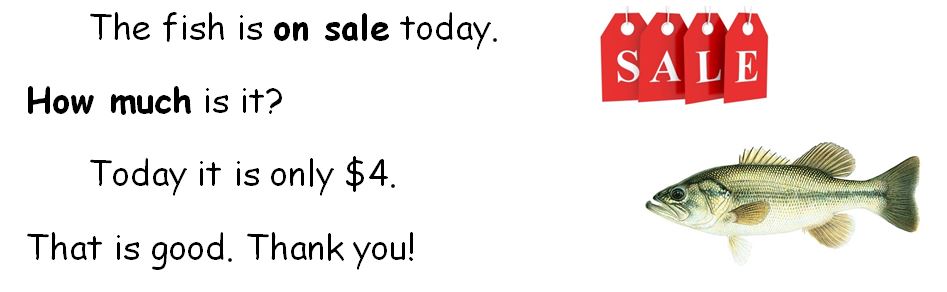 The fish is on sale today.
SALE
How much is it?
Today it is only $4.
That is good. Thank you!